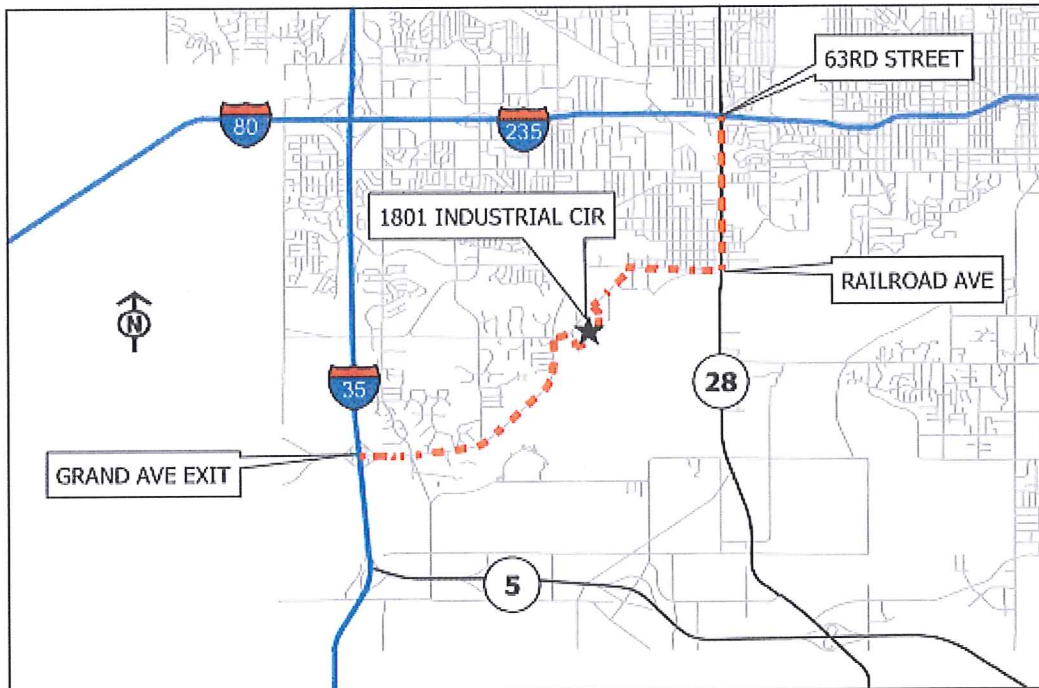 63RD STREET
80
235
1801 INDUSTRIAL CIR
RAILROAD AVE
N
35
28
GRAND AVE EXIT
5